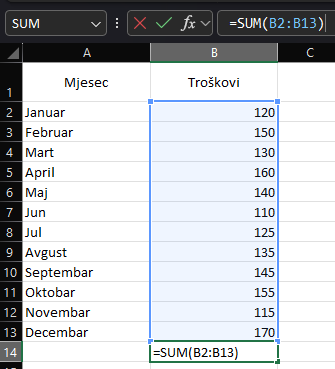 SUM fx =SUM(B2:B13)
A B C
1 Mjesec Troškovi
2 Januar 120
3 Februar 150
4 Mart 130
5 April 160
6 Maj 140
7 Jun 110
8 Jul 125
9 Avgust 135
10 Septembar 145
11 Oktobar 155
12 Novembar 115
13 Decembar 170
14 =SUM(B2:B13)